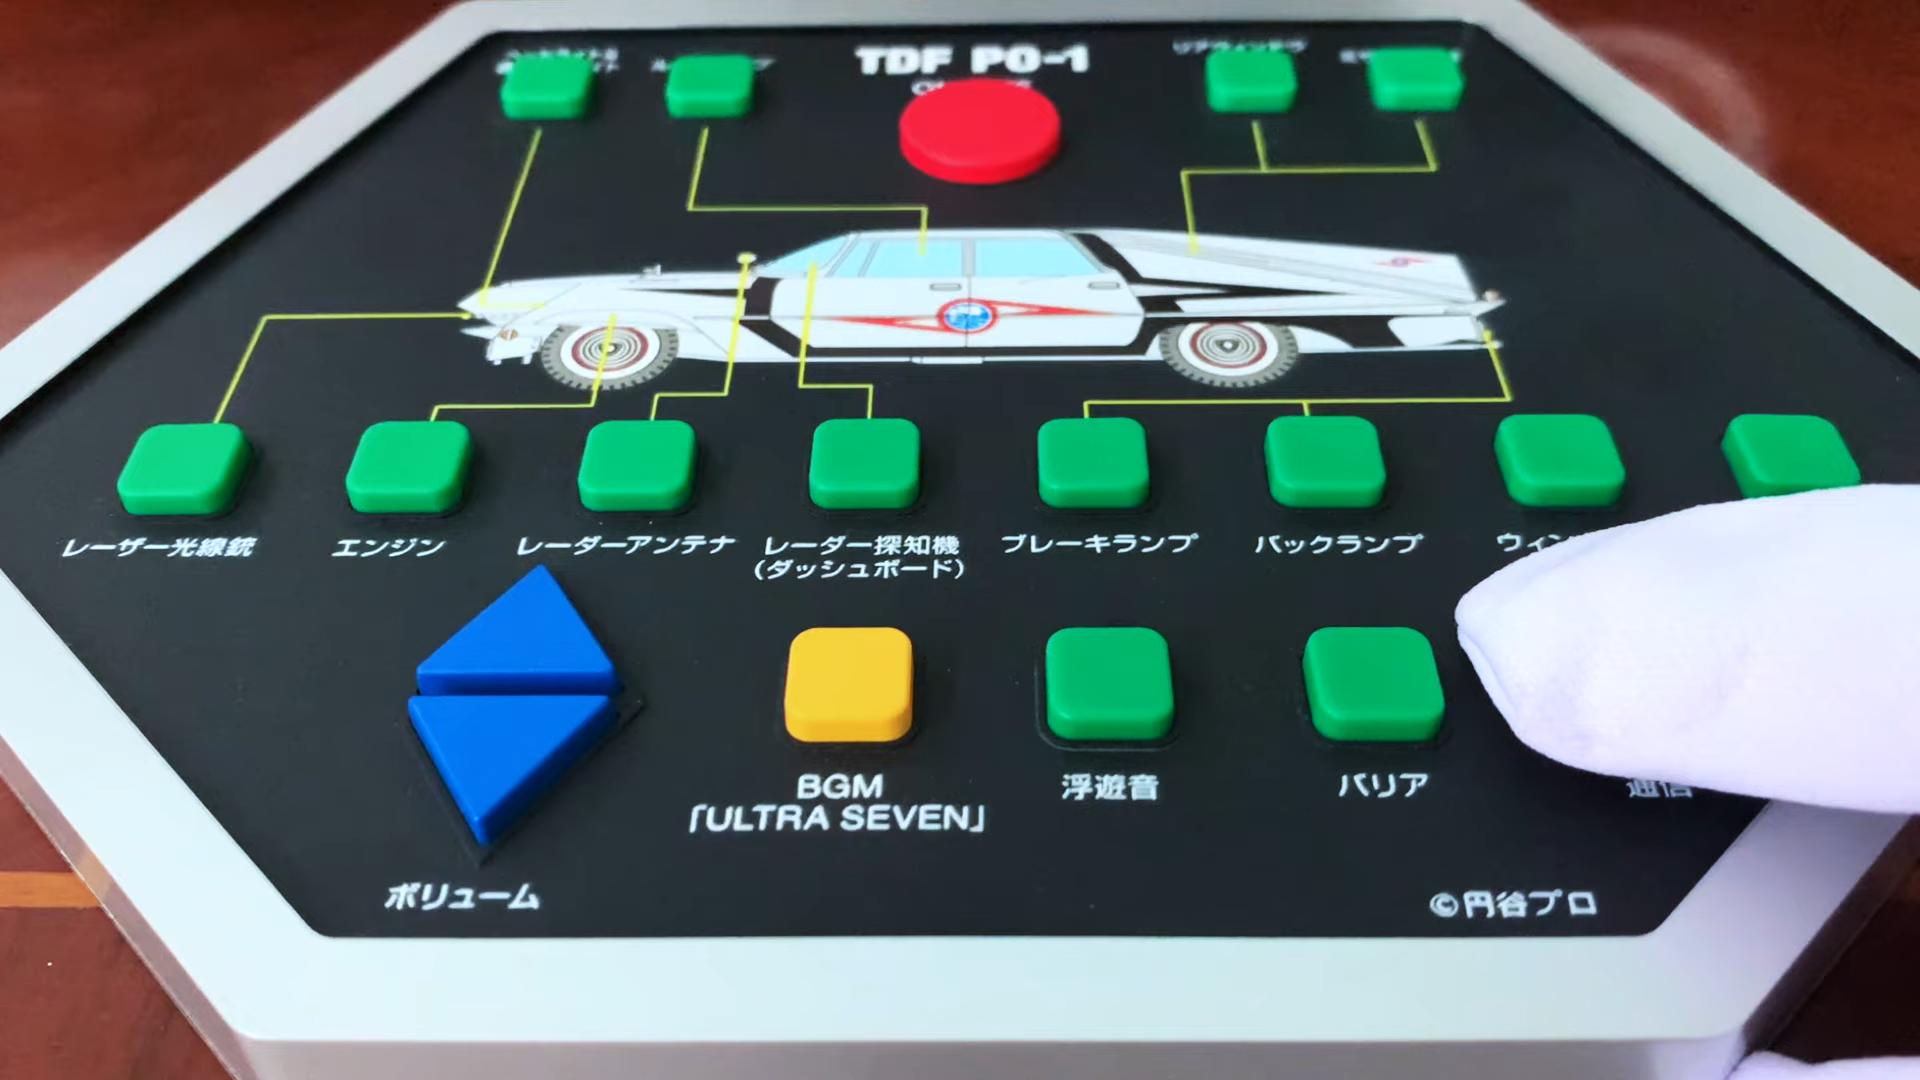 TDF PO-1
レーザー光線銃
エンジン
レーダーアンテナ
レーダー探知機
(ダッシュボード)
ブレーキランプ
バックランプ
BGM
「ULTRA SEVEN」
浮遊音
バリア
通信
ボリューム
©円谷プロ